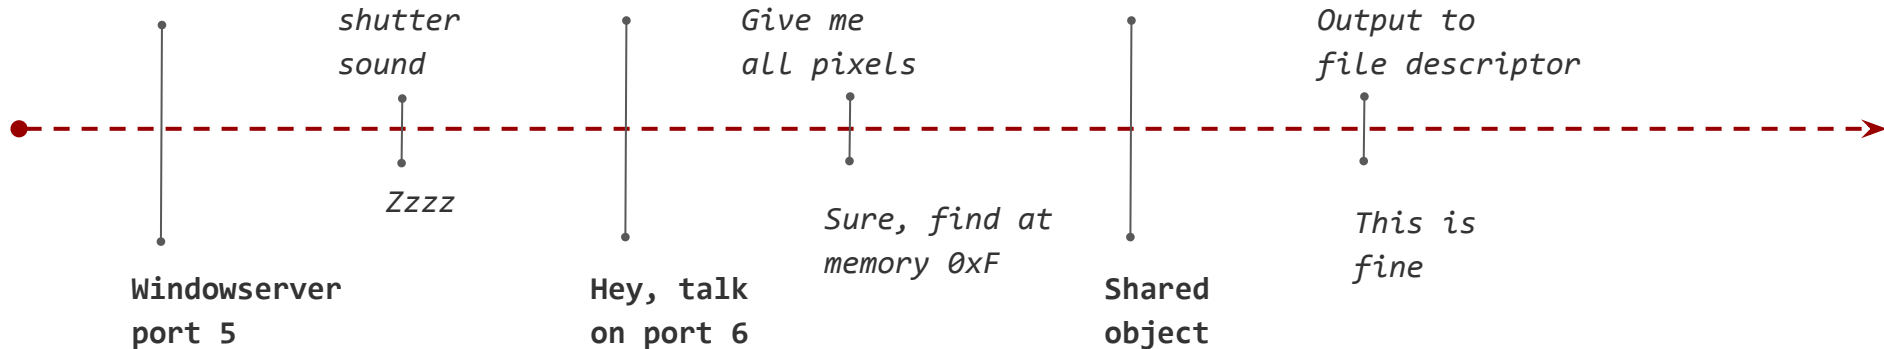 shutter
sound
Give me
all pixels
Output to
file descriptor
Zzzz
Sure, find at
memory 0xF
This is
fine
Windowserver
port 5
Hey, talk
on port 6
Shared
object